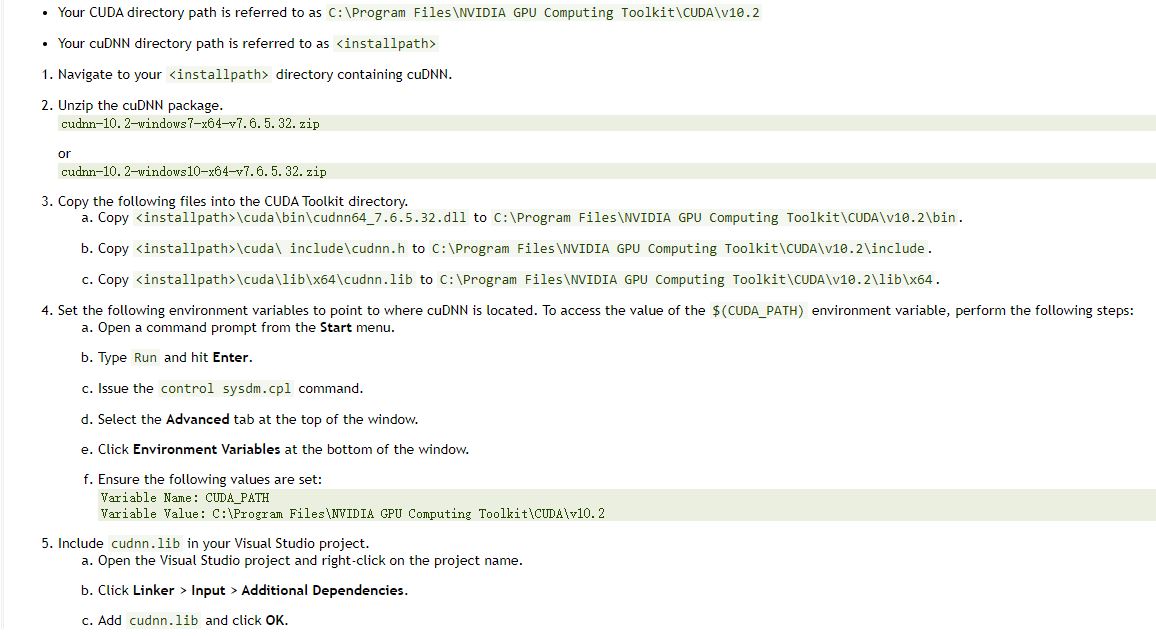 • Your CUDA directory path is referred to as C:\Program Files\NVIDIA GPU Computing Toolkit\CUDA\v10.2
• Your cuDNN directory path is referred to as <installpath>
1. Navigate to your <installpath> directory containing cuDNN.
2. Unzip the cuDNN package.
cudnn-10.2-windows7-x64-v7.6.5.32.zip
or
cudnn-10.2-windows10-x64-v7.6.5.32.zip
3. Copy the following files into the CUDA Toolkit directory.
a. Copy <installpath>\cuda\bin\cudnn64_7.6.5.32.dll to C:\Program Files\NVIDIA GPU Computing Toolkit\CUDA\v10.2\bin.
b. Copy <installpath>\cuda\ include\cudnn.h to C:\Program Files\NVIDIA GPU Computing Toolkit\CUDA\v10.2\include.
c. Copy <installpath>\cuda\lib\x64\cudnn.lib to C:\Program Files\NVIDIA GPU Computing Toolkit\CUDA\v10.2\lib\x64.
4. Set the following environment variables to point to where cuDNN is located. To access the value of the $(CUDA_PATH) environment variable, perform the following steps:
a. Open a command prompt from the Start menu.
b. Type Run and hit Enter.
c. Issue the control sysdm.cpl command.
d. Select the Advanced tab at the top of the window.
e. Click Environment Variables at the bottom of the window.
f. Ensure the following values are set:
Variable Name: CUDA_PATH
Variable Value: C:\Program Files\NVIDIA GPU Computing Toolkit\CUDA\v10.2
5. Include cudnn.lib in your Visual Studio project.
a. Open the Visual Studio project and right-click on the project name.
b. Click Linker > Input > Additional Dependencies.
c. Add cudnn.lib and click OK.